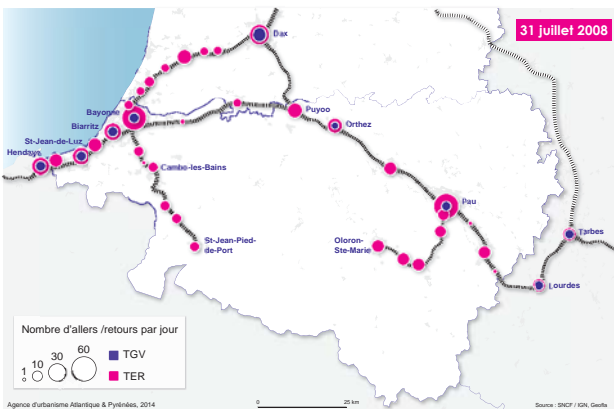 31 juillet 2008
Dax
Bayonne
Puyoo
Biarritz
Orthez
St-Jean-de-Luz
Hendaye
Cambo-les-Bains
Pau
St-Jean-Pied-
de-Port
Oloron-
Ste-Marie
Tarbes
Lourdes
Nombre d'allers /retours par jour
1 10 30 60
TGV
TER
0 25 km
Agence d'urbanisme Atlantique & Pyrénées, 2014
Source : SNCF / IGN, Geofla